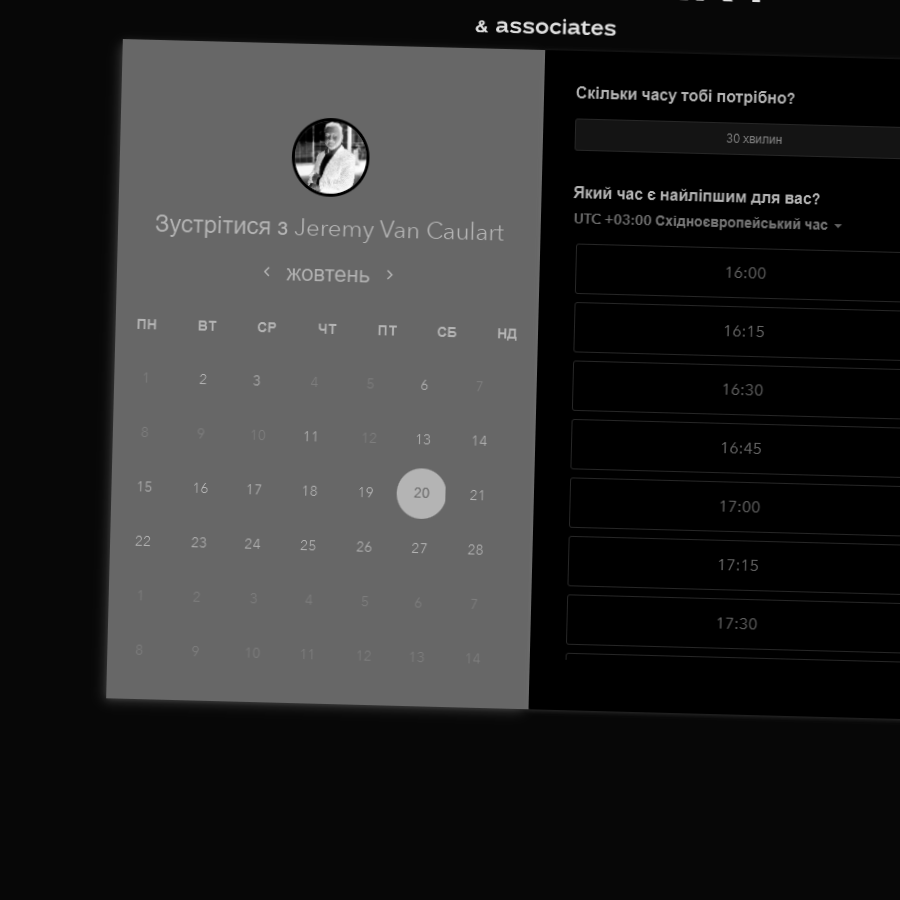 & associates
Зустрітися з Jeremy Van Caulart
жовтень
ПН ВТ СР ЧТ ПТ СБ НД
1 2 3 4 5 6 7
8 9 10 11 12 13 14
15 16 17 18 19 20 21
22 23 24 25 26 27 28
1 2 3 4 5 6 7
8 9 10 11 12 13 14
Скільки часу тобі потрібно?
30 хвилин
Який час є найліпшим для вас?
UTC +03:00 Східноєвропейський час
16:00
16:15
16:30
16:45
17:00
17:15
17:30